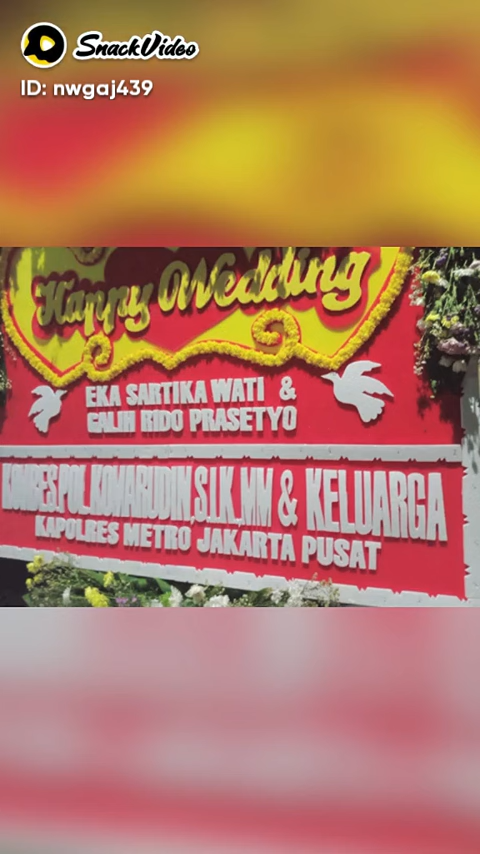 SnackVideo
ID: nwgaj439
Happy Wedding
EKA SARTIKA WATI &
GALIH RIDO PRASETYO
KOMBES.POL.KOMARUDIN,S.I.K.,MM & KELUARGA
KAPOLRES METRO JAKARTA PUSAT